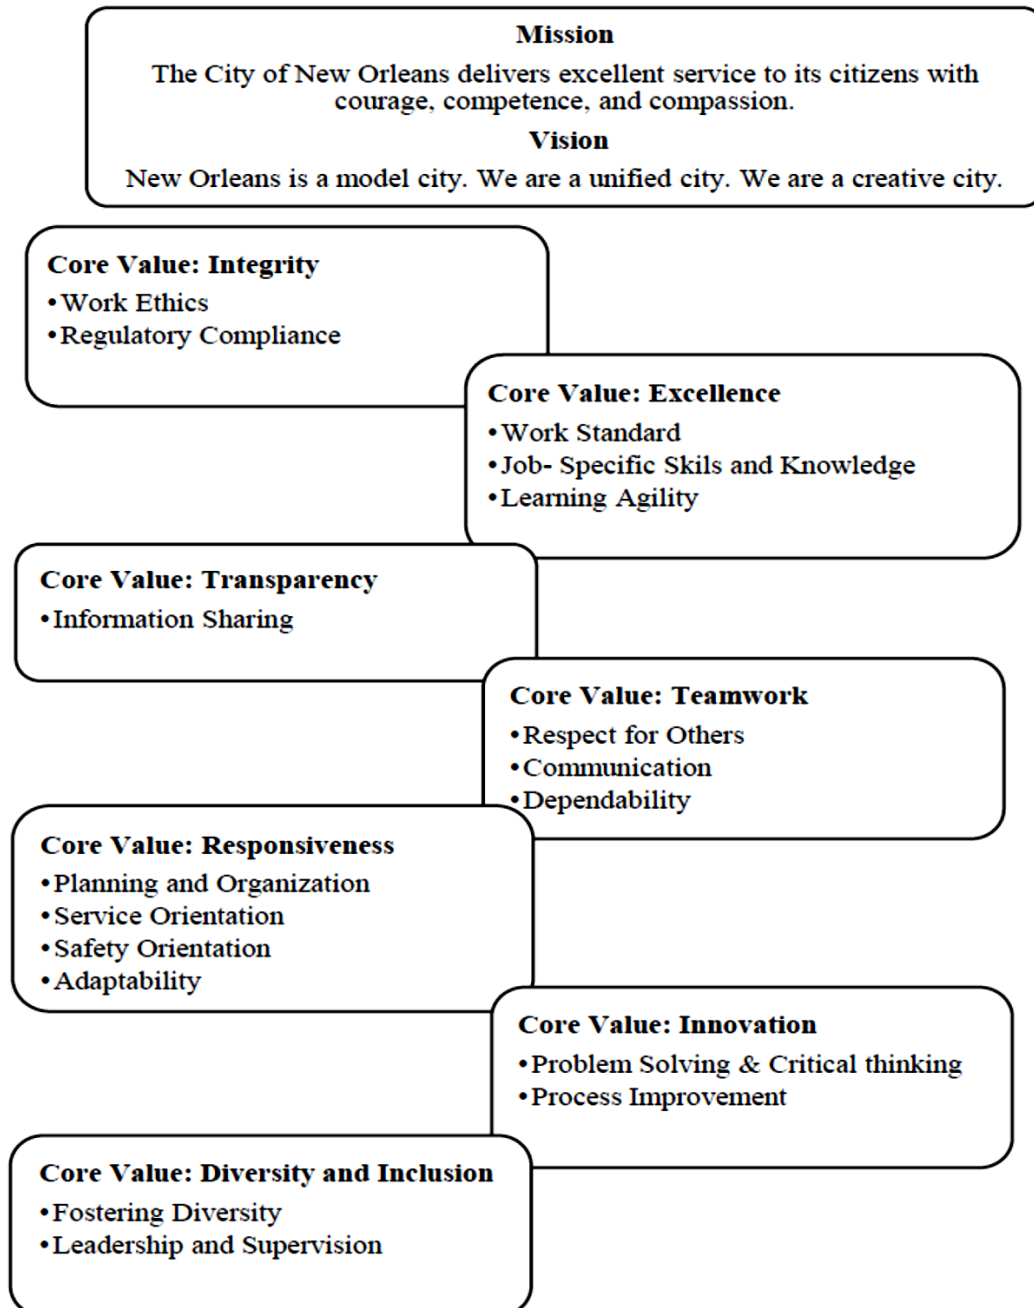 Mission
The City of New Orleans delivers excellent service to its citizens with
courage, competence, and compassion.
Vision
New Orleans is a model city. We are a unified city. We are a creative city.
Core Value: Integrity
•Work Ethics
•Regulatory Compliance
Core Value: Excellence
•Work Standard
•Job- Specific Skils and Knowledge
•Learning Agility
Core Value: Transparency
•Information Sharing
Core Value: Teamwork
•Respect for Others
•Communication
•Dependability
Core Value: Responsiveness
•Planning and Organization
•Service Orientation
•Safety Orientation
•Adaptability
Core Value: Innovation
•Problem Solving & Critical thinking
•Process Improvement
Core Value: Diversity and Inclusion
•Fostering Diversity
•Leadership and Supervision